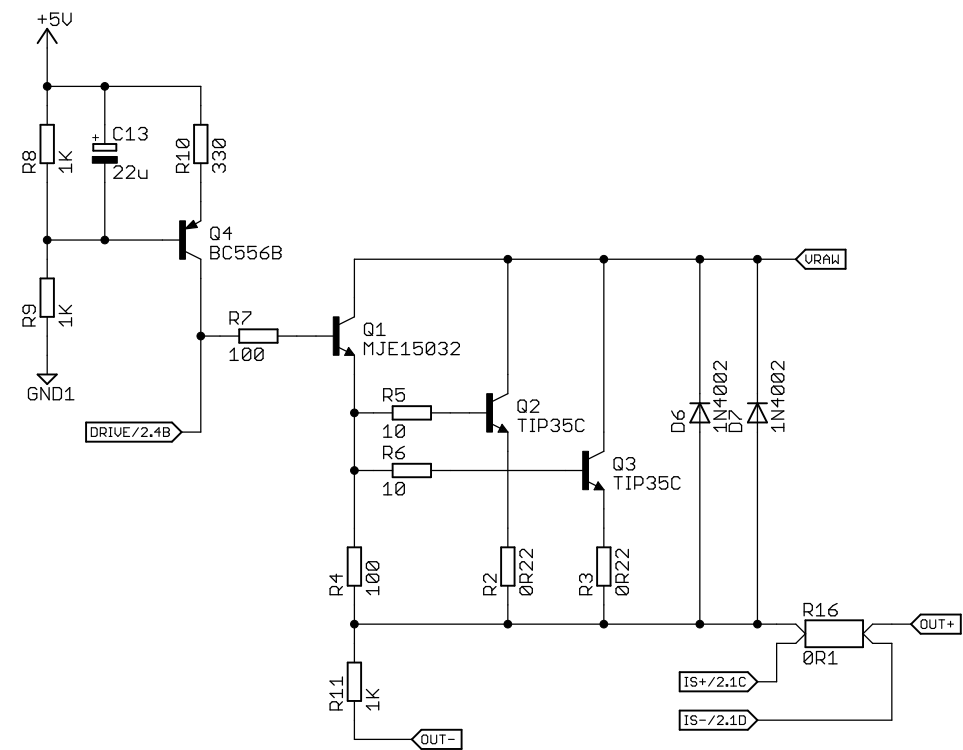 +5V
C13
22u
R8
1K
R10
330
Q4
BC556B
R9
1K
GND1
DRIVE/2.4B
R7
100
Q1
MJE15032
VRAW
R5
10
Q2
TIP35C
R6
10
Q3
TIP35C
D6
1N4002
D7
1N4002
R4
100
R2
0R22
R3
0R22
R16
0R1
OUT+
IS+/2.1C
IS-/2.1D
R11
1K
OUT-